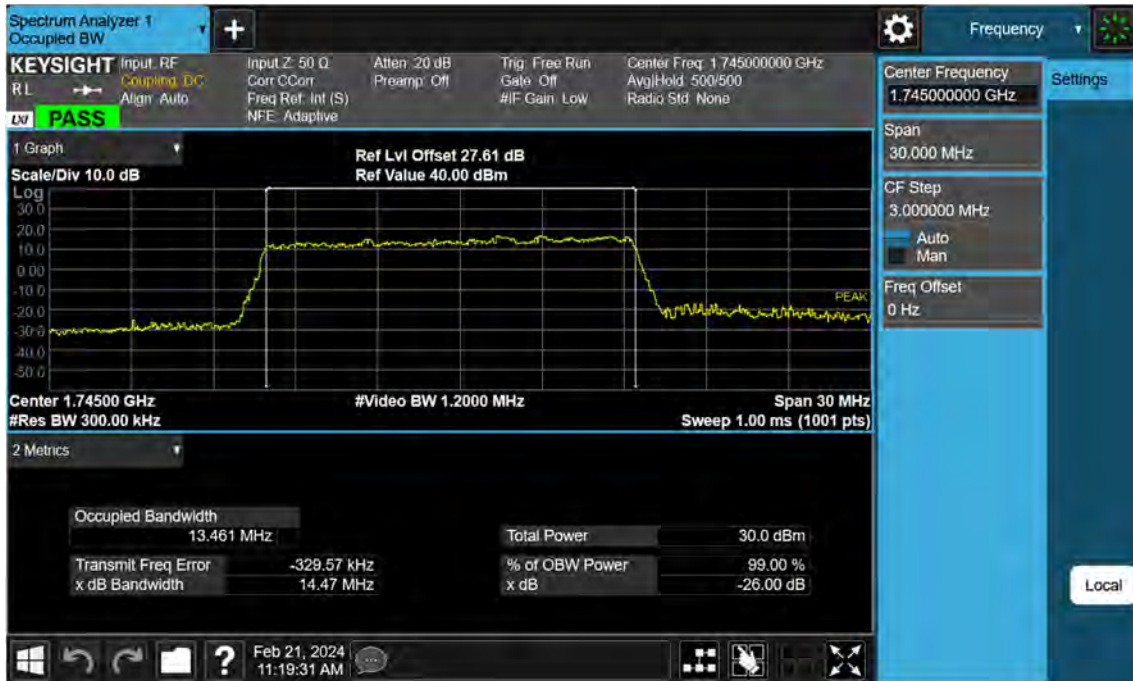 Spectrum Analyzer 1
Occupied BW
Frequency
KEYSIGHT
RL
LXI
PASS
Input: RF
Coupling: DC
Align: Auto
Input Z: 50 Ω
Corr CCorr
Freq Ref: Int (S)
NFE: Adaptive
Atten: 20 dB
Preamp: Off
Trig: Free Run
Gate: Off
#IF Gain: Low
Center Freq: 1.745000000 GHz
Avg|Hold: 500/500
Radio Std: None
Center Frequency
1.745000000 GHz
Settings
Span
30.000 MHz
CF Step
3.000000 MHz
Auto
Man
Freq Offset
0 Hz
1 Graph
Scale/Div 10.0 dB
Ref Lvl Offset 27.61 dB
Ref Value 40.00 dBm
Log
30.0
20.0
10.0
0.00
-10.0
-20.0
-30.0
-40.0
-50.0
PEAK
Center 1.74500 GHz
#Video BW 1.2000 MHz
Span 30 MHz
#Res BW 300.00 kHz
Sweep 1.00 ms (1001 pts)
2 Metrics
Occupied Bandwidth
13.461 MHz
Total Power 30.0 dBm
Transmit Freq Error -329.57 kHz
% of OBW Power 99.00 %
x dB Bandwidth 14.47 MHz
x dB -26.00 dB
Local
?
Feb 21, 2024
11:19:31 AM